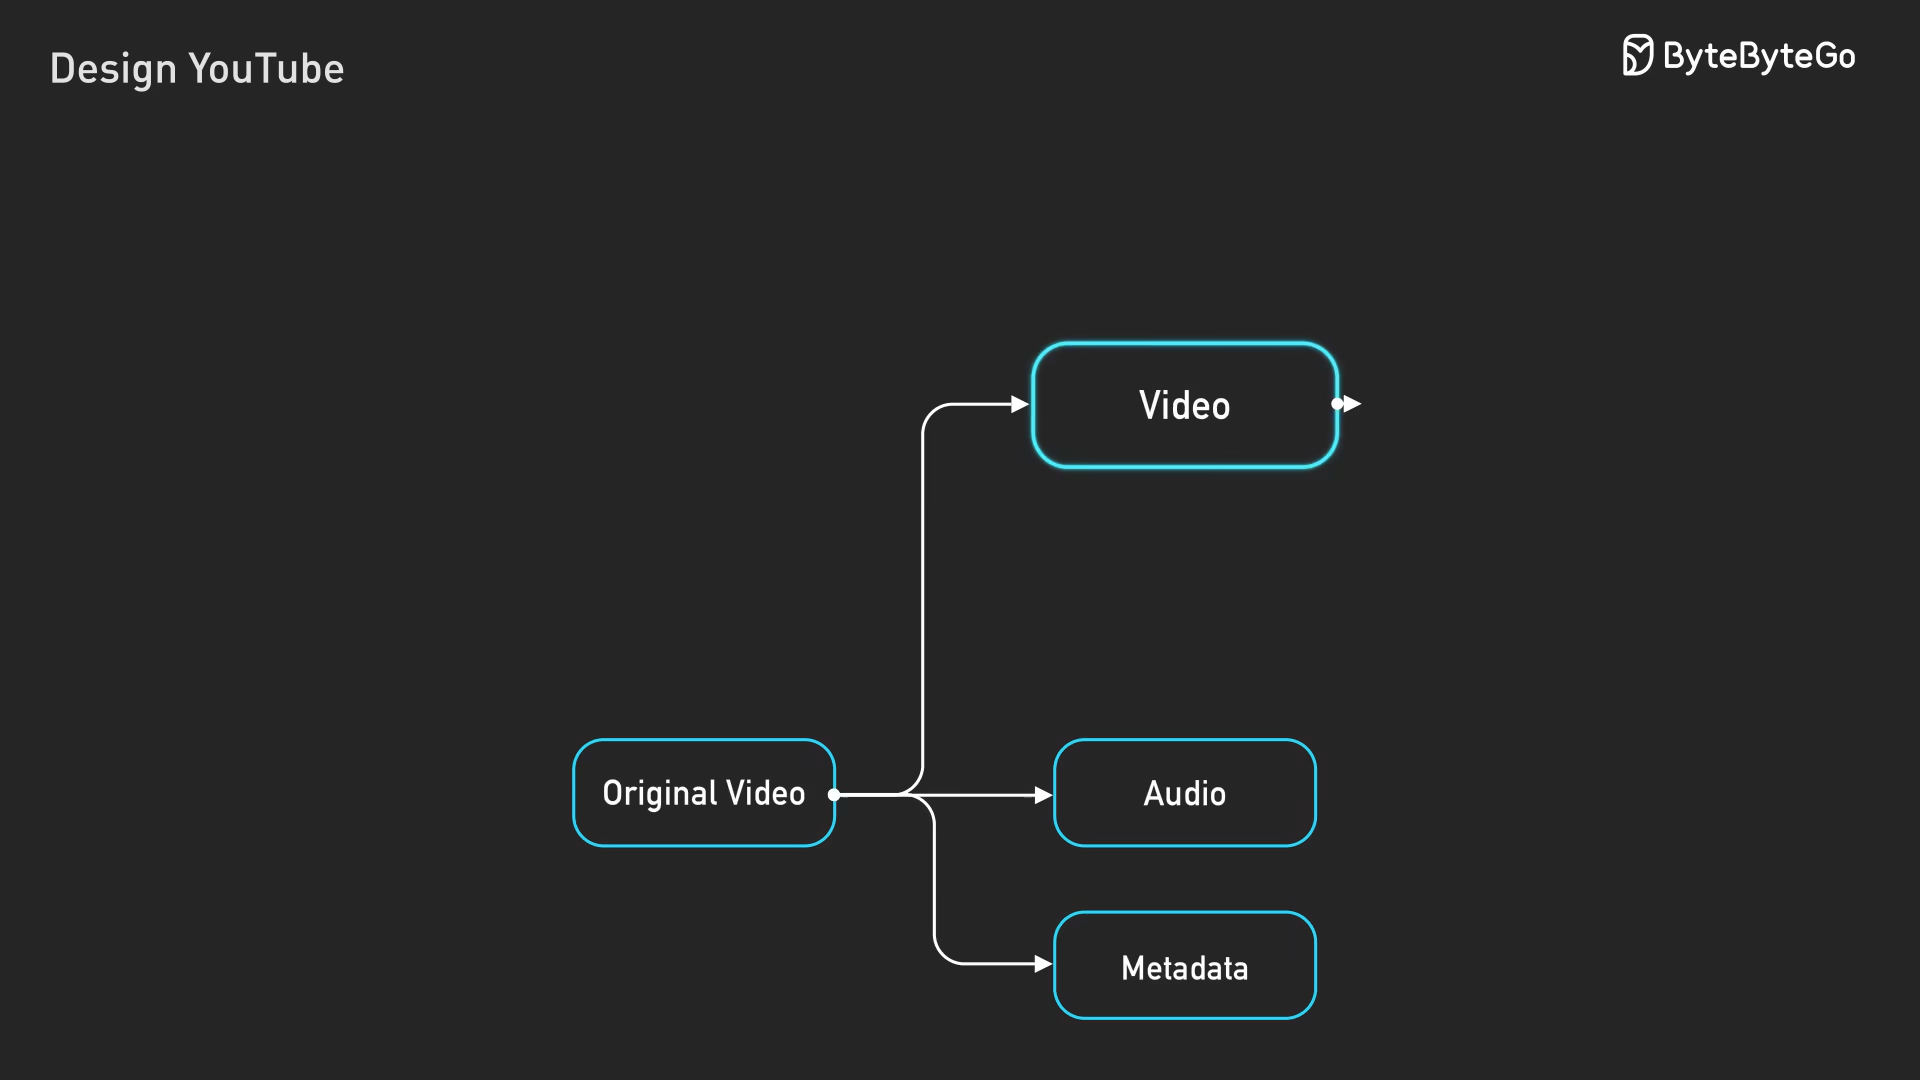 Design YouTube
ByteByteGo
Video
Original Video
Audio
Metadata